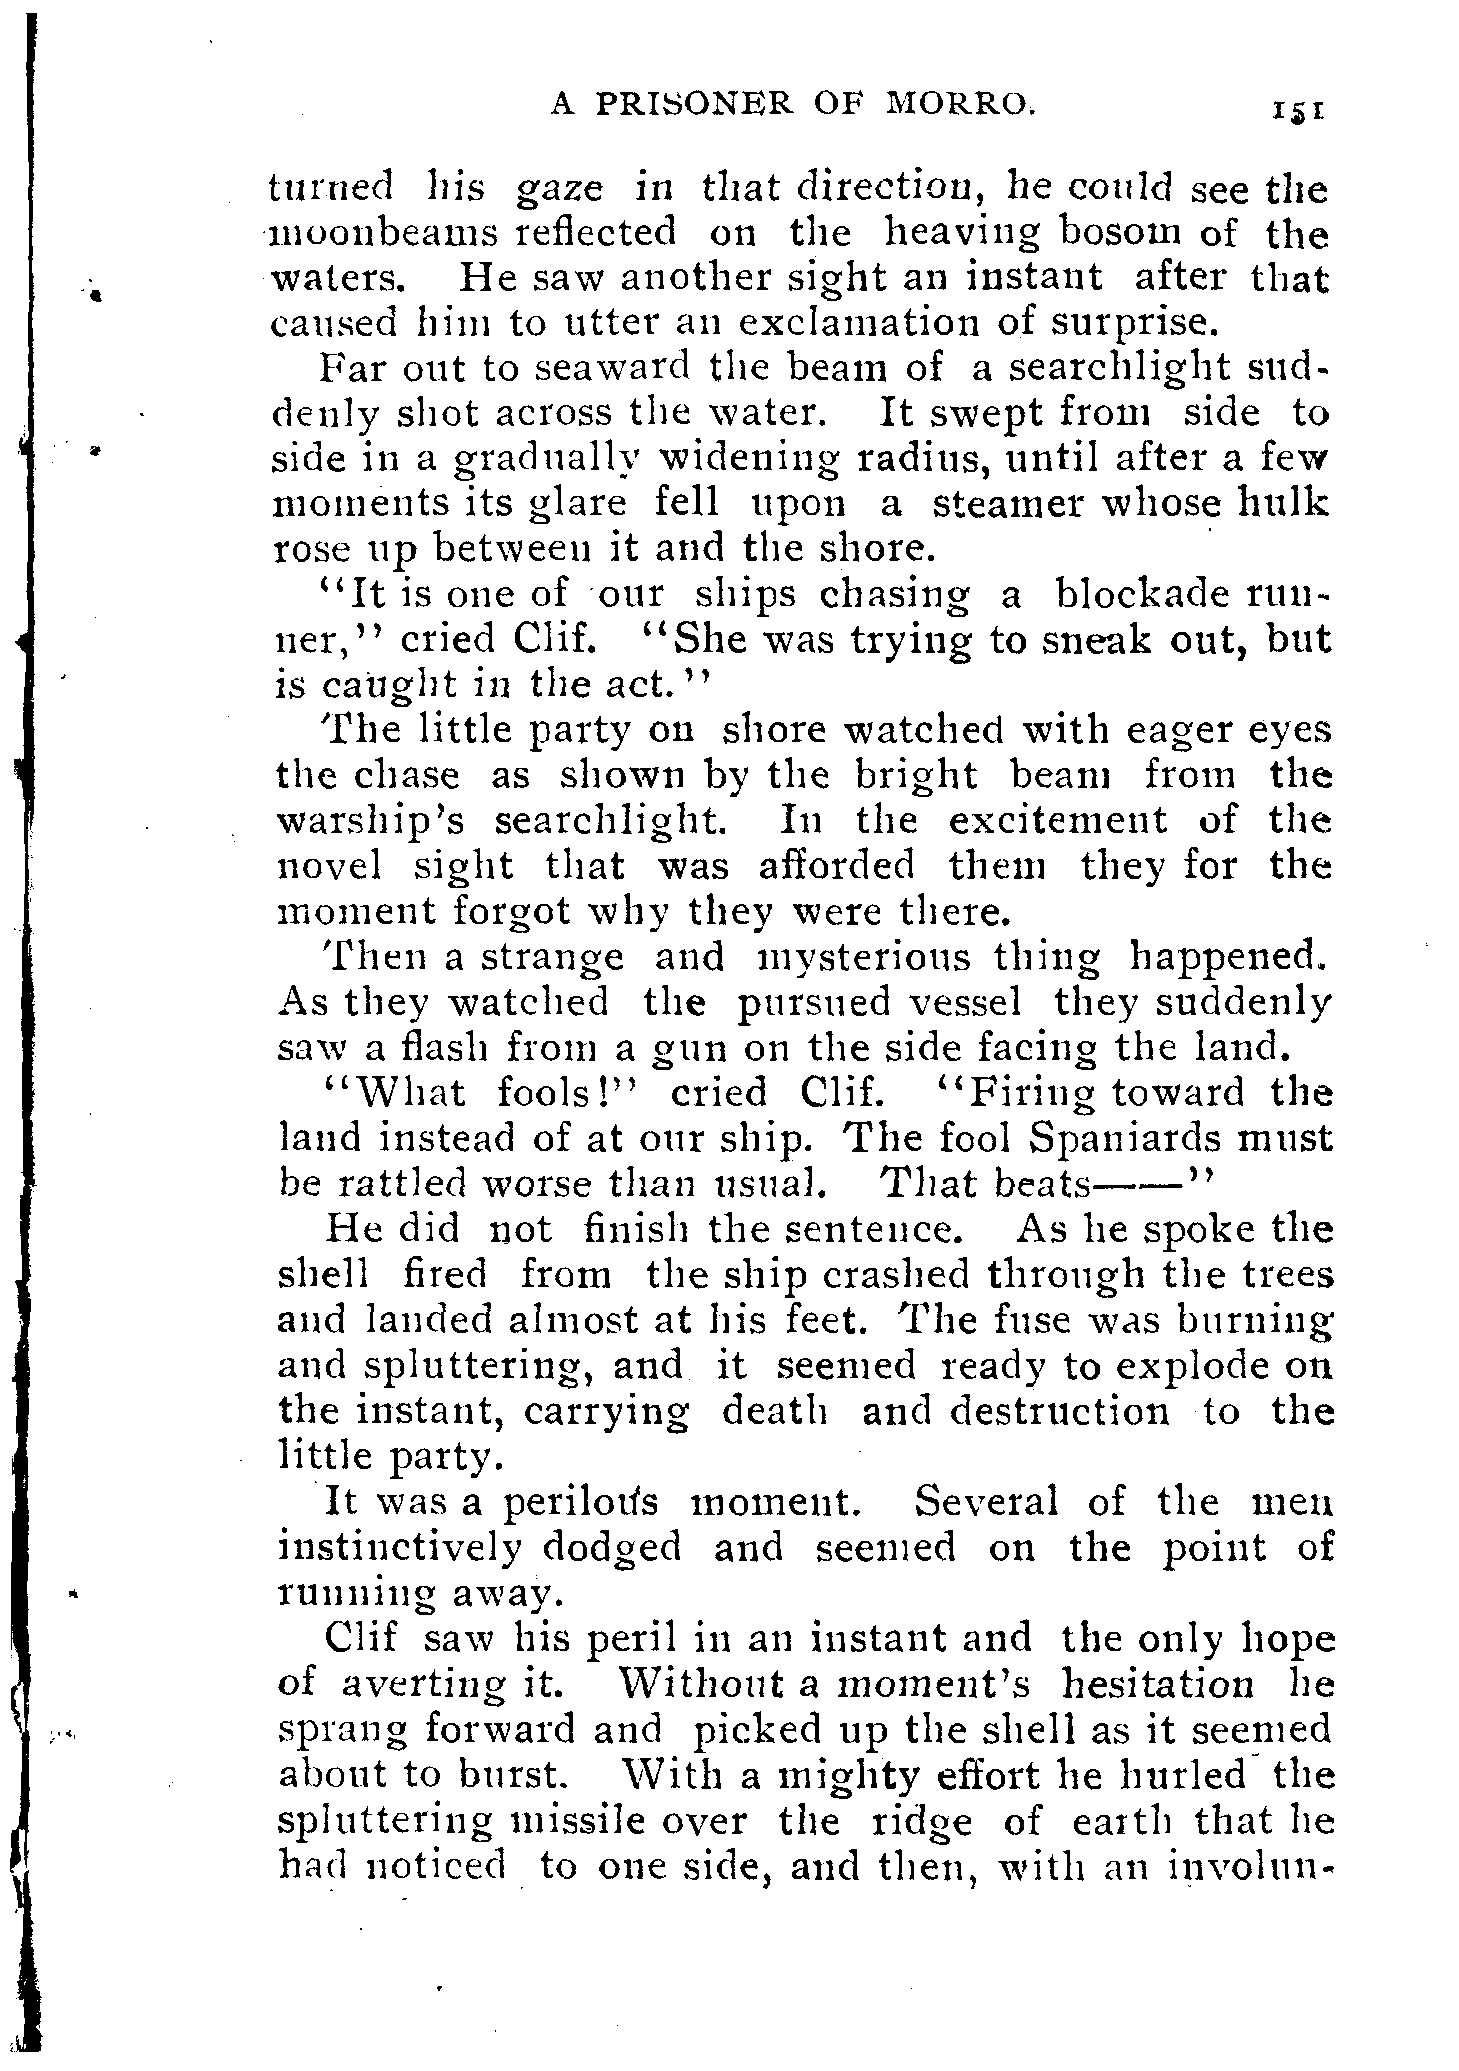 A PRISONER OF MORRO. 151
turned his gaze in that direction, he could see the
moonbeams reflected on the heaving bosom of the
waters. He saw another sight an instant after that
caused him to utter an exclamation of surprise.
Far out to seaward the beam of a searchlight sud-
denly shot across the water. It swept from side to
side in a gradually widening radius, until after a few
moments its glare fell upon a steamer whose hulk
rose up between it and the shore.
"It is one of our ships chasing a blockade run-
ner," cried Clif. "She was trying to sneak out, but
is caught in the act."
The little party on shore watched with eager eyes
the chase as shown by the bright beam from the
warship's searchlight. In the excitement of the
novel sight that was afforded them they for the
moment forgot why they were there.
Then a strange and mysterious thing happened.
As they watched the pursued vessel they suddenly
saw a flash from a gun on the side facing the land.
"What fools!" cried Clif. "Firing toward the
land instead of at our ship. The fool Spaniards must
be rattled worse than usual. That beats——"
He did not finish the sentence. As he spoke the
shell fired from the ship crashed through the trees
and landed almost at his feet. The fuse was burning
and spluttering, and it seemed ready to explode on
the instant, carrying death and destruction to the
little party.
It was a perilous moment. Several of the men
instinctively dodged and seemed on the point of
running away.
Clif saw his peril in an instant and the only hope
of averting it. Without a moment's hesitation he
sprang forward and picked up the shell as it seemed
about to burst. With a mighty effort he hurled the
spluttering missile over the ridge of earth that he
had noticed to one side, and then, with an involun-